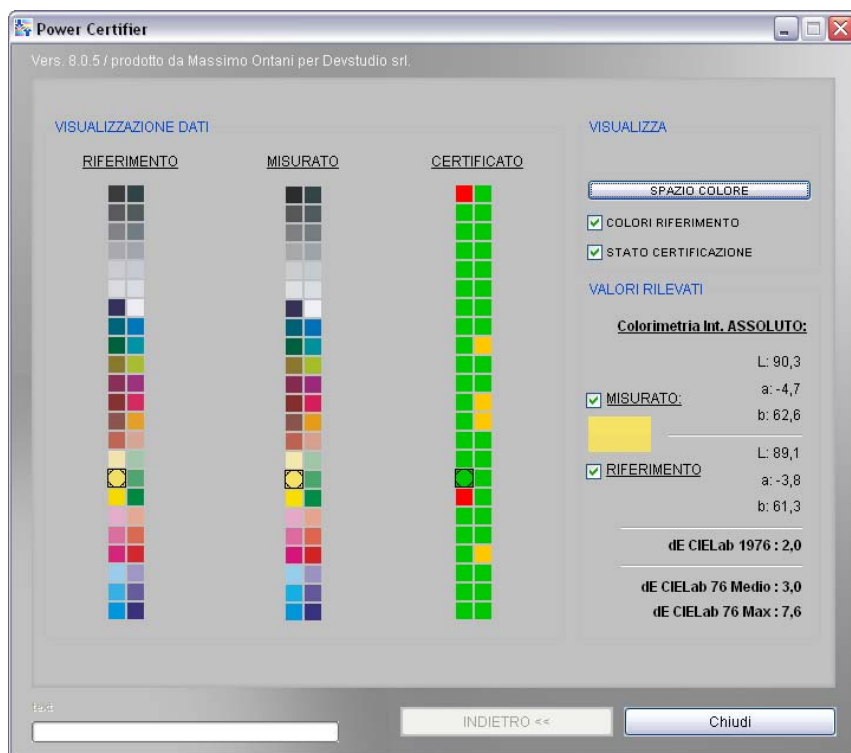 Power Certifier
Vers. 8.0.5 / prodotto da Massimo Ontani per Devstudio srl.
VISUALIZZAZIONE DATI
RIFERIMENTO MISURATO CERTIFICATO
VISUALIZZA
SPAZIO COLORE
COLORI RIFERIMENTO
STATO CERTIFICAZIONE
VALORI RILEVATI
Colorimetria Int. ASSOLUTO:
L: 90,3
a: -4,7
MISURATO:
b: 62,6
L: 89,1
RIFERIMENTO
a: -3,8
b: 61,3
dE CIELab 1976 : 2,0
dE CIELab 76 Medio : 3,0
dE CIELab 76 Max : 7,6
text
INDIETRO << Chiudi